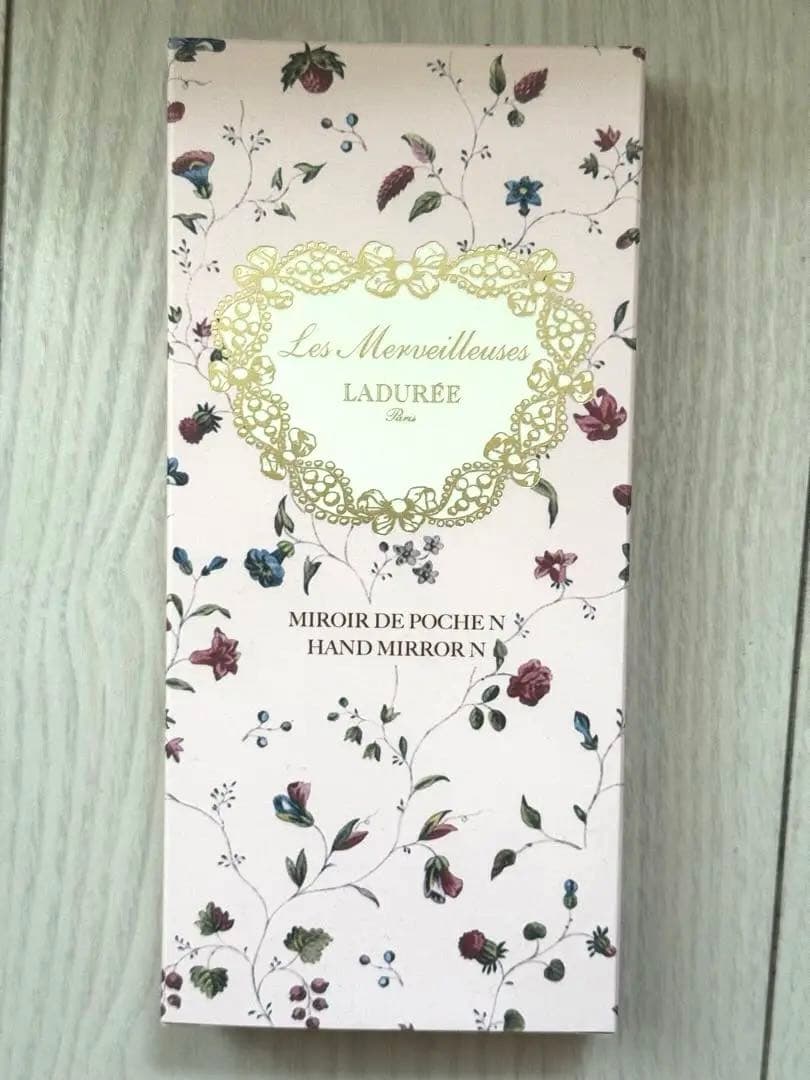 Les Merveilleuses
LADURÉE
Paris
MIROIR DE POCHE N
HAND MIRROR N